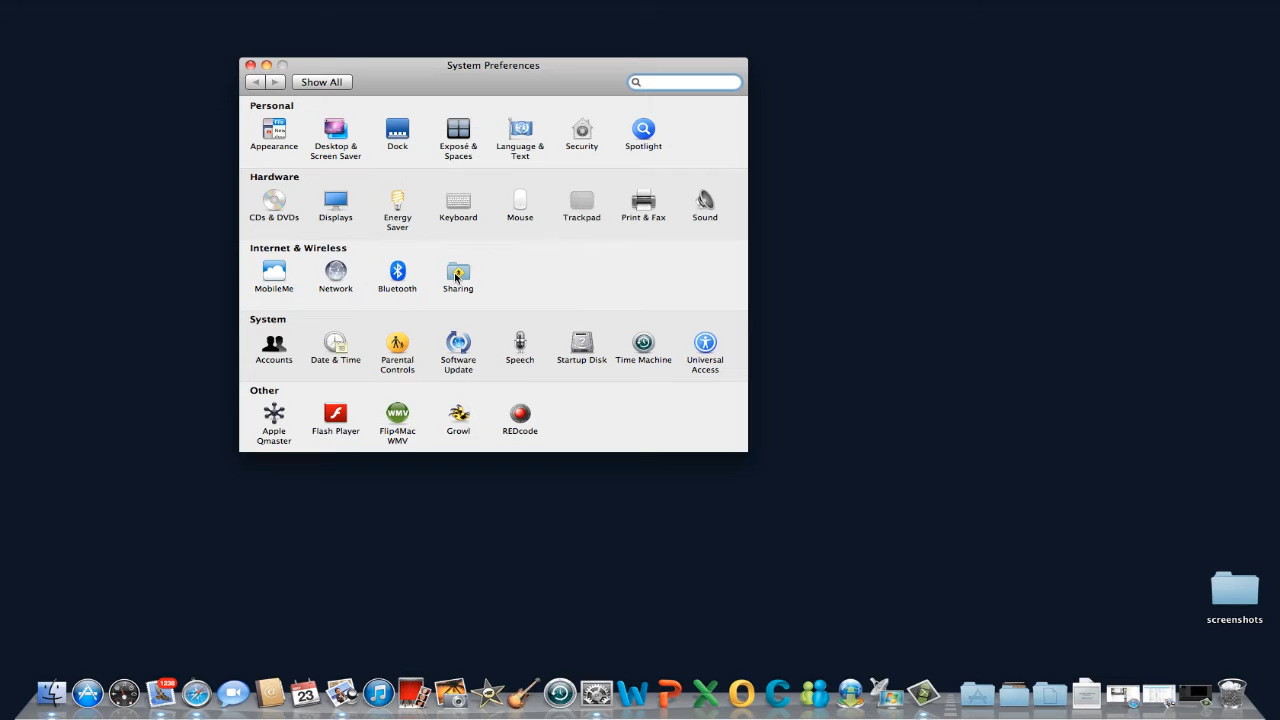 System Preferences
Show All
Personal
Appearance
Desktop &
Screen Saver
Dock
Exposé &
Spaces
Language &
Text
Security
Spotlight
Hardware
CDs & DVDs
Displays
Energy
Saver
Keyboard
Mouse
Trackpad
Print & Fax
Sound
Internet & Wireless
MobileMe
Network
Bluetooth
Sharing
System
Accounts
Date & Time
Parental
Controls
Software
Update
Speech
Startup Disk
Time Machine
Universal
Access
Other
Apple
Qmaster
Flash Player
WMV
Flip4Mac
WMV
Growl
REDcode
screenshots
1236
23